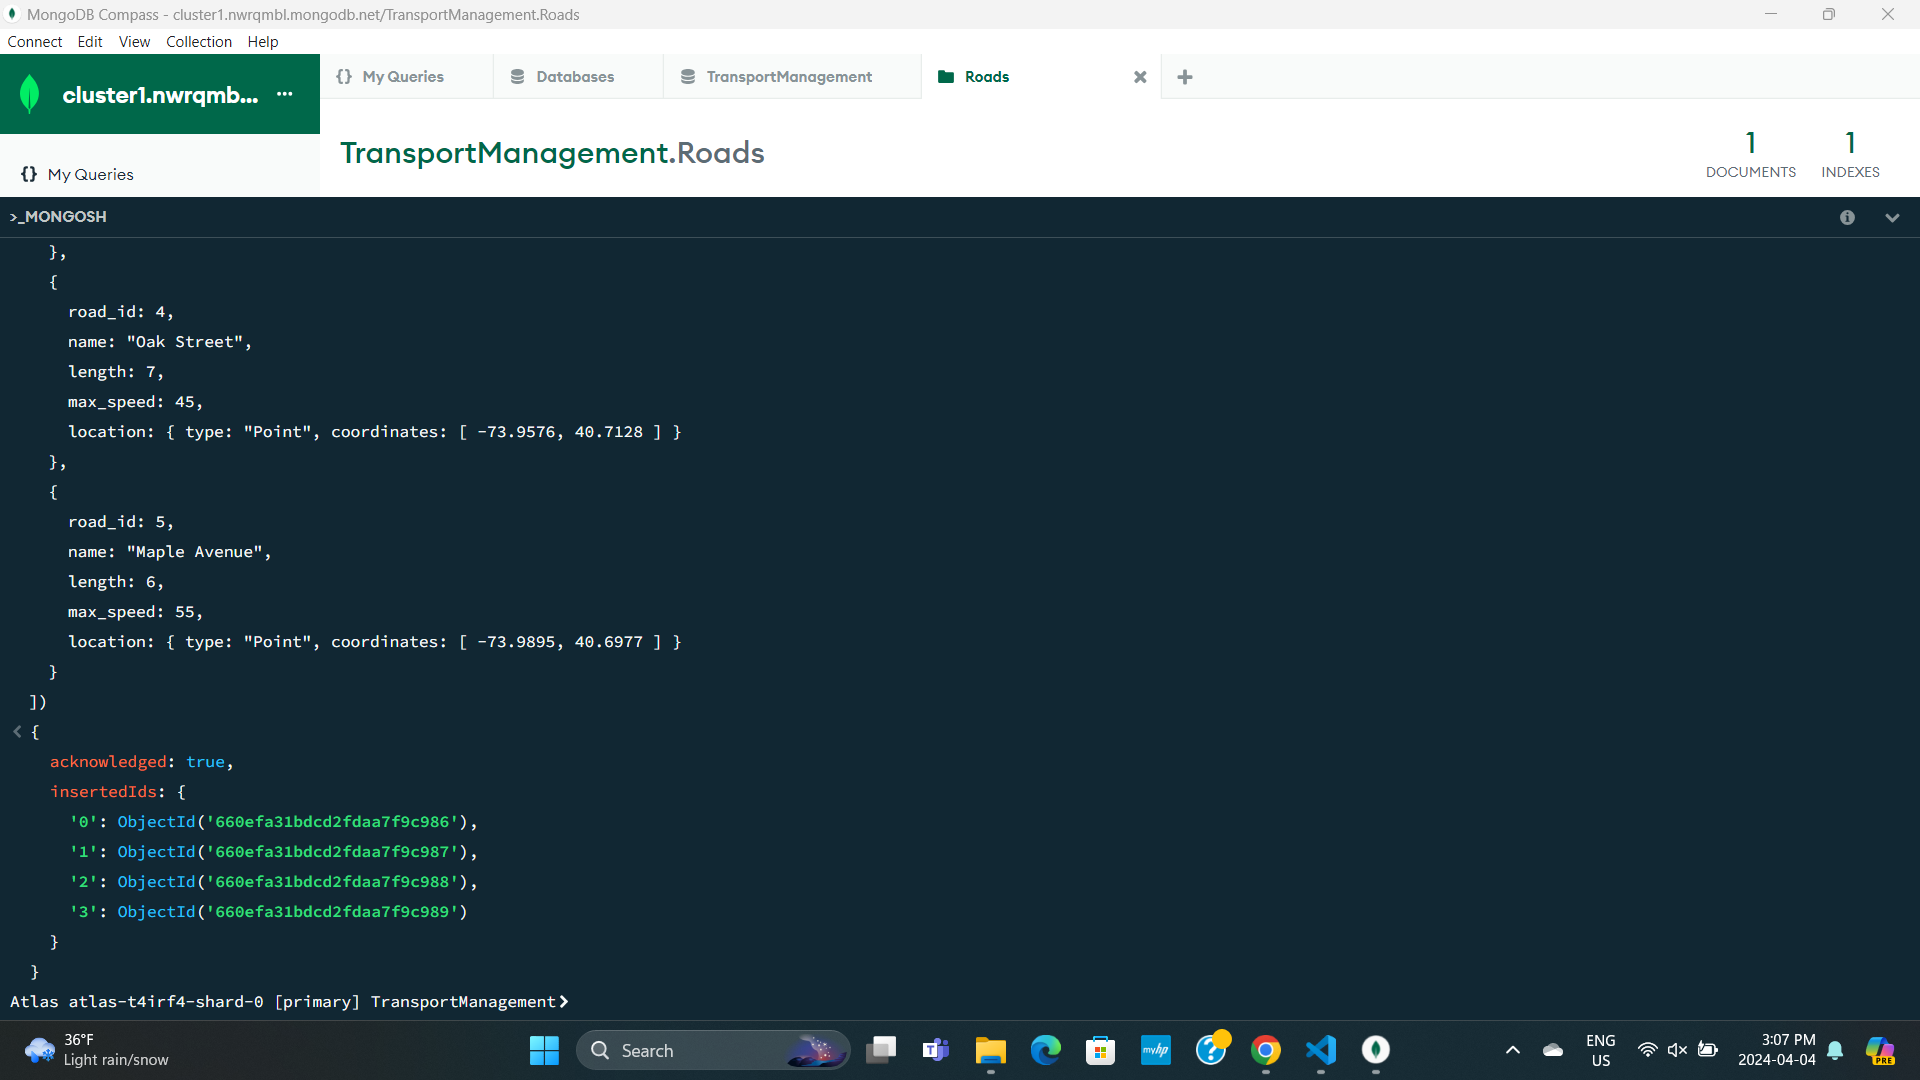 MongoDB Compass - cluster1.nwrqmbl.mongodb.net/TransportManagement.Roads
Connect Edit View Collection Help
cluster1.nwrqmb... ...
{} My Queries
Databases
TransportManagement
Roads
{} My Queries
TransportManagement.Roads
1
DOCUMENTS
1
INDEXES
>_MONGOSH
},
{
road_id: 4,
name: "Oak Street",
length: 7,
max_speed: 45,
location: { type: "Point", coordinates: [ -73.9576, 40.7128 ] }
},
{
road_id: 5,
name: "Maple Avenue",
length: 6,
max_speed: 55,
location: { type: "Point", coordinates: [ -73.9895, 40.6977 ] }
}
])
< {
acknowledged: true,
insertedIds: {
'0': ObjectId('660efa31bdcd2fdaa7f9c986'),
'1': ObjectId('660efa31bdcd2fdaa7f9c987'),
'2': ObjectId('660efa31bdcd2fdaa7f9c988'),
'3': ObjectId('660efa31bdcd2fdaa7f9c989')
}
}
Atlas atlas-t4irf4-shard-0 [primary] TransportManagement>
36°F
Light rain/snow
Search
myhp
ENG
US
3:07 PM
2024-04-04
PRE